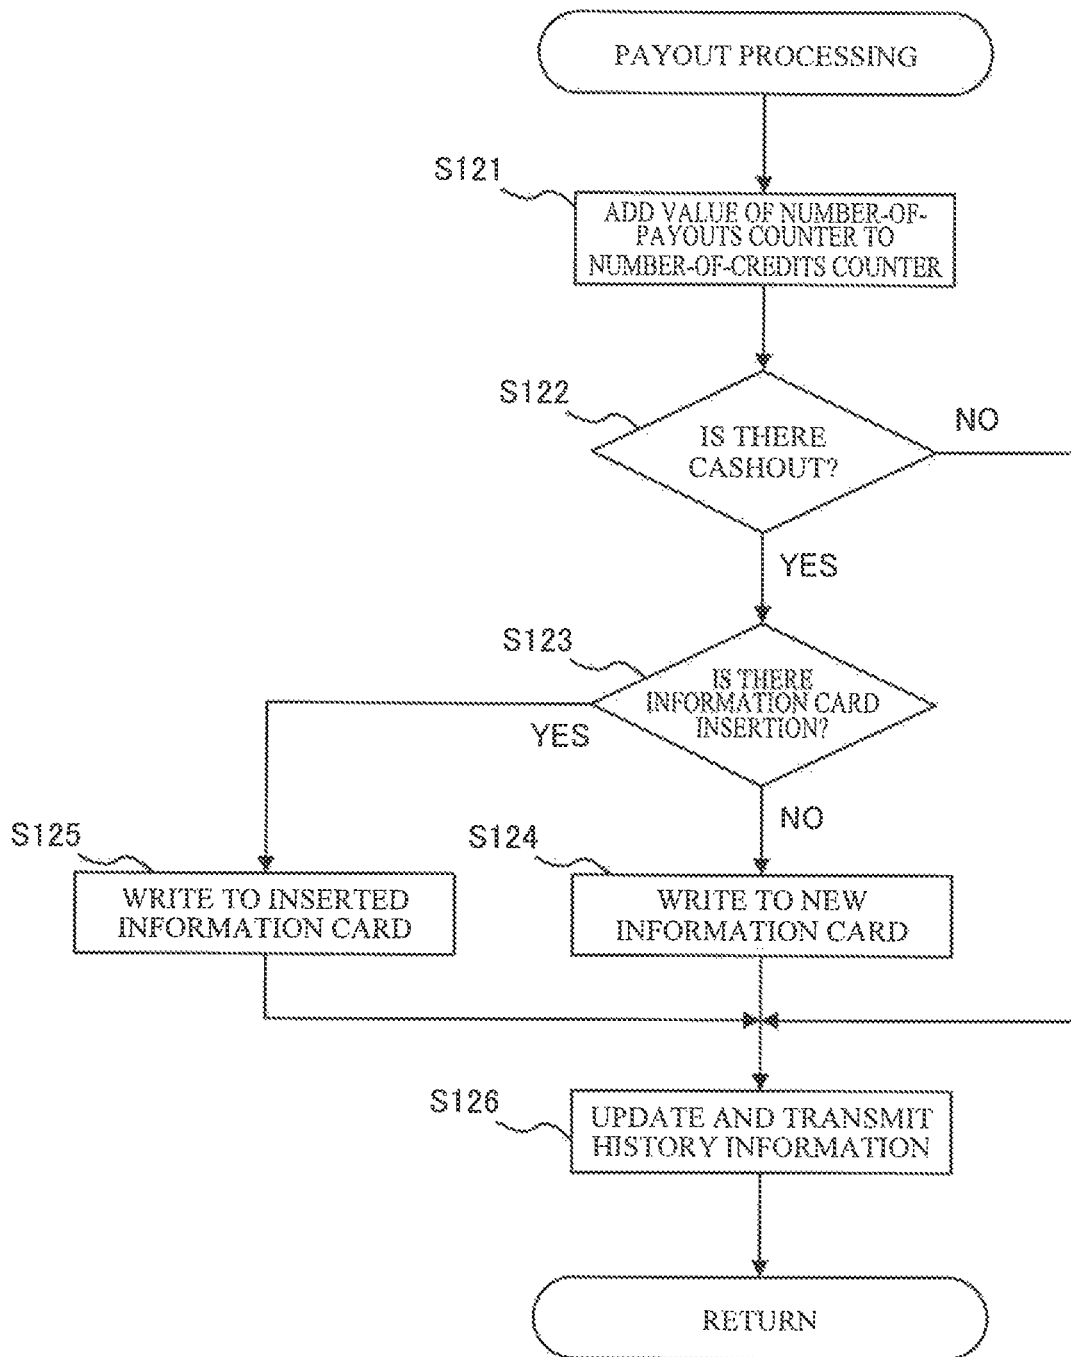 PAYOUT PROCESSING
S121
ADD VALUE OF NUMBER-OF-
PAYOUTS COUNTER TO
NUMBER-OF-CREDITS COUNTER
S122
IS THERE
CASHOUT?
NO
YES
S123
IS THERE
INFORMATION CARD
INSERTION?
YES
NO
S125
WRITE TO INSERTED
INFORMATION CARD
S124
WRITE TO NEW
INFORMATION CARD
S126
UPDATE AND TRANSMIT
HISTORY INFORMATION
RETURN